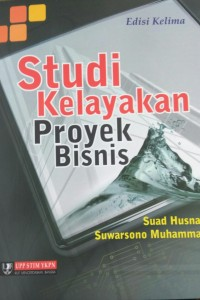 Edisi Kelima
Studi
Kelayakan
Proyek
Bisnis
Suad Husna
Suwarsono Muhamma
UPP STIM YKPN